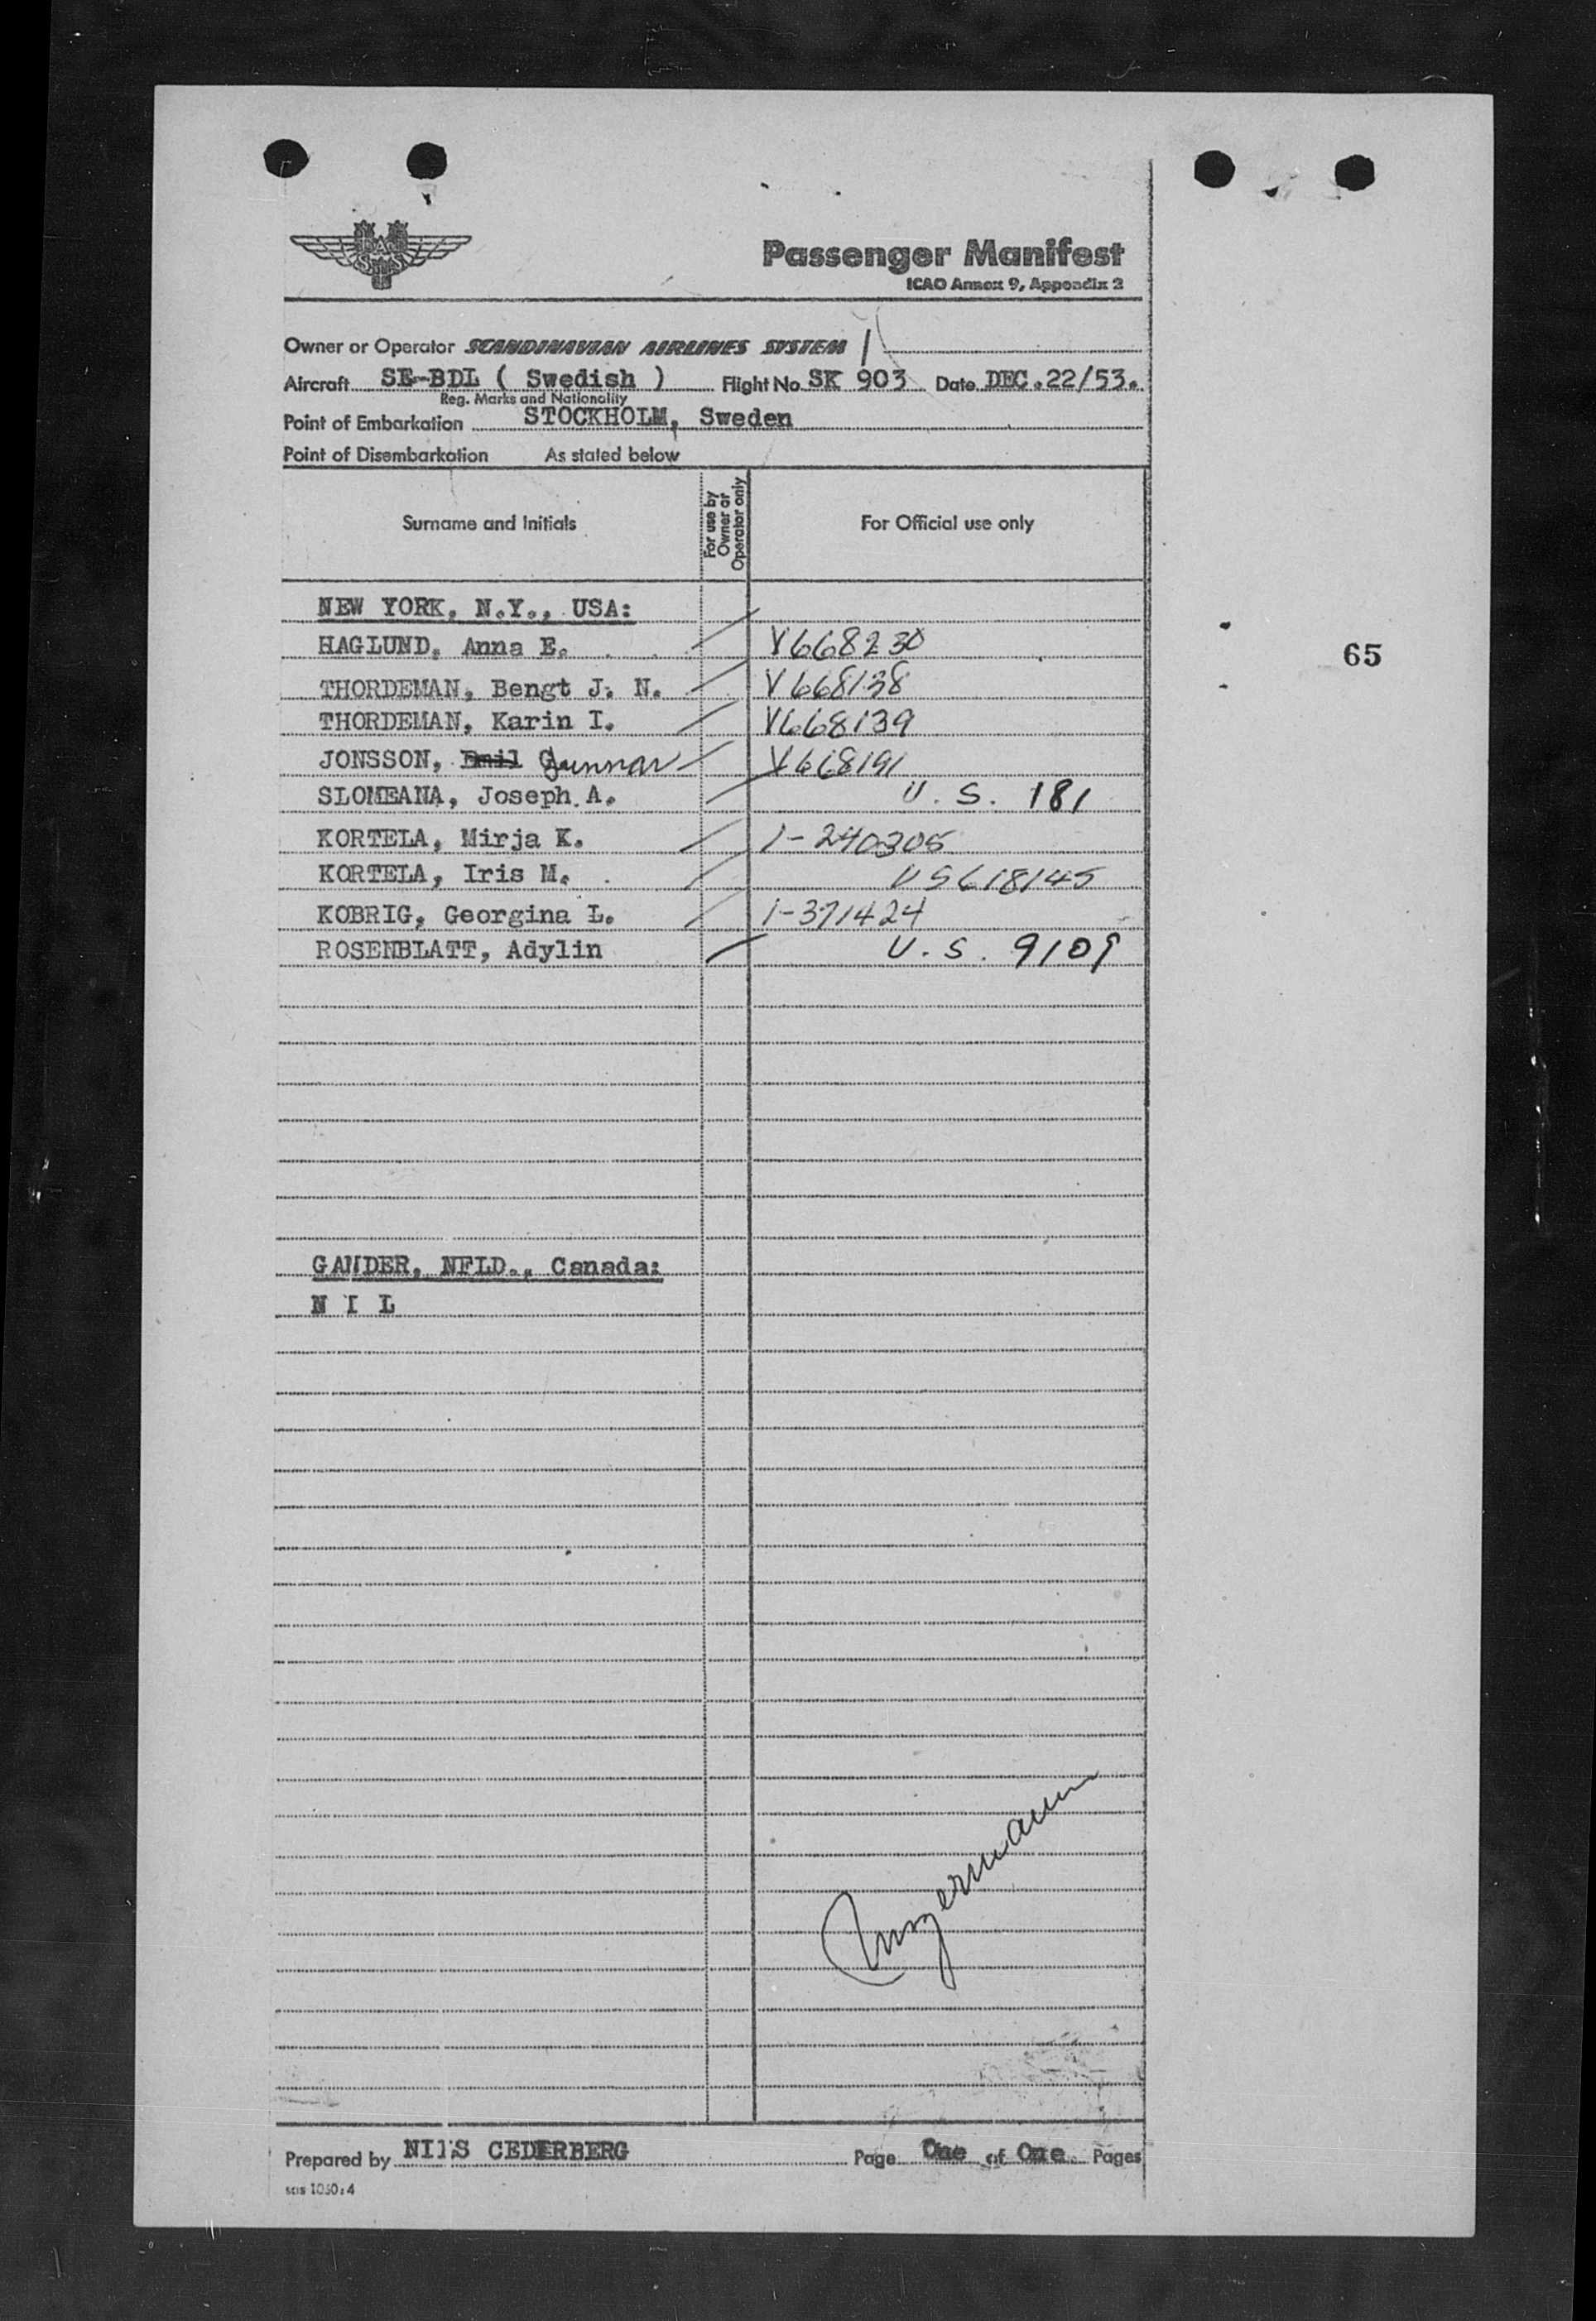 Passenger Manifest
ICAO Annex 9, Appendix 2
Owner or Operator SCANDINAVIAN AIRLINES SYSTEM
Aircraft SE-BDL ( Swedish ) Flight No. SK 903 Date DEC.22/53.
Reg. Marks and Nationality
Point of Embarkation STOCKHOLM, Sweden
Point of Disembarkation As stated below
Surname and Initials For use by Owner or Operator only For Official use only
NEW YORK, N.Y., USA:
HAGLUND, Anna E. V668230
65
THORDEMAN, Bengt J. N. V668138
THORDEMAN, Karin I. V668139
JONSSON, Emil Gunnar V668191
SLOMEANA, Joseph A. U.S. 181
KORTELA, Mirja K. 1-240305
KORTELA, Iris M. US618145
KOBRIG, Georgina L. 1-371424
ROSENBLATT, Adylin U.S. 9109
GANDER, NFLD., Canada:
N I L
Prepared by NILS CEDERBERG Page One of One Pages
SAS 1050:4